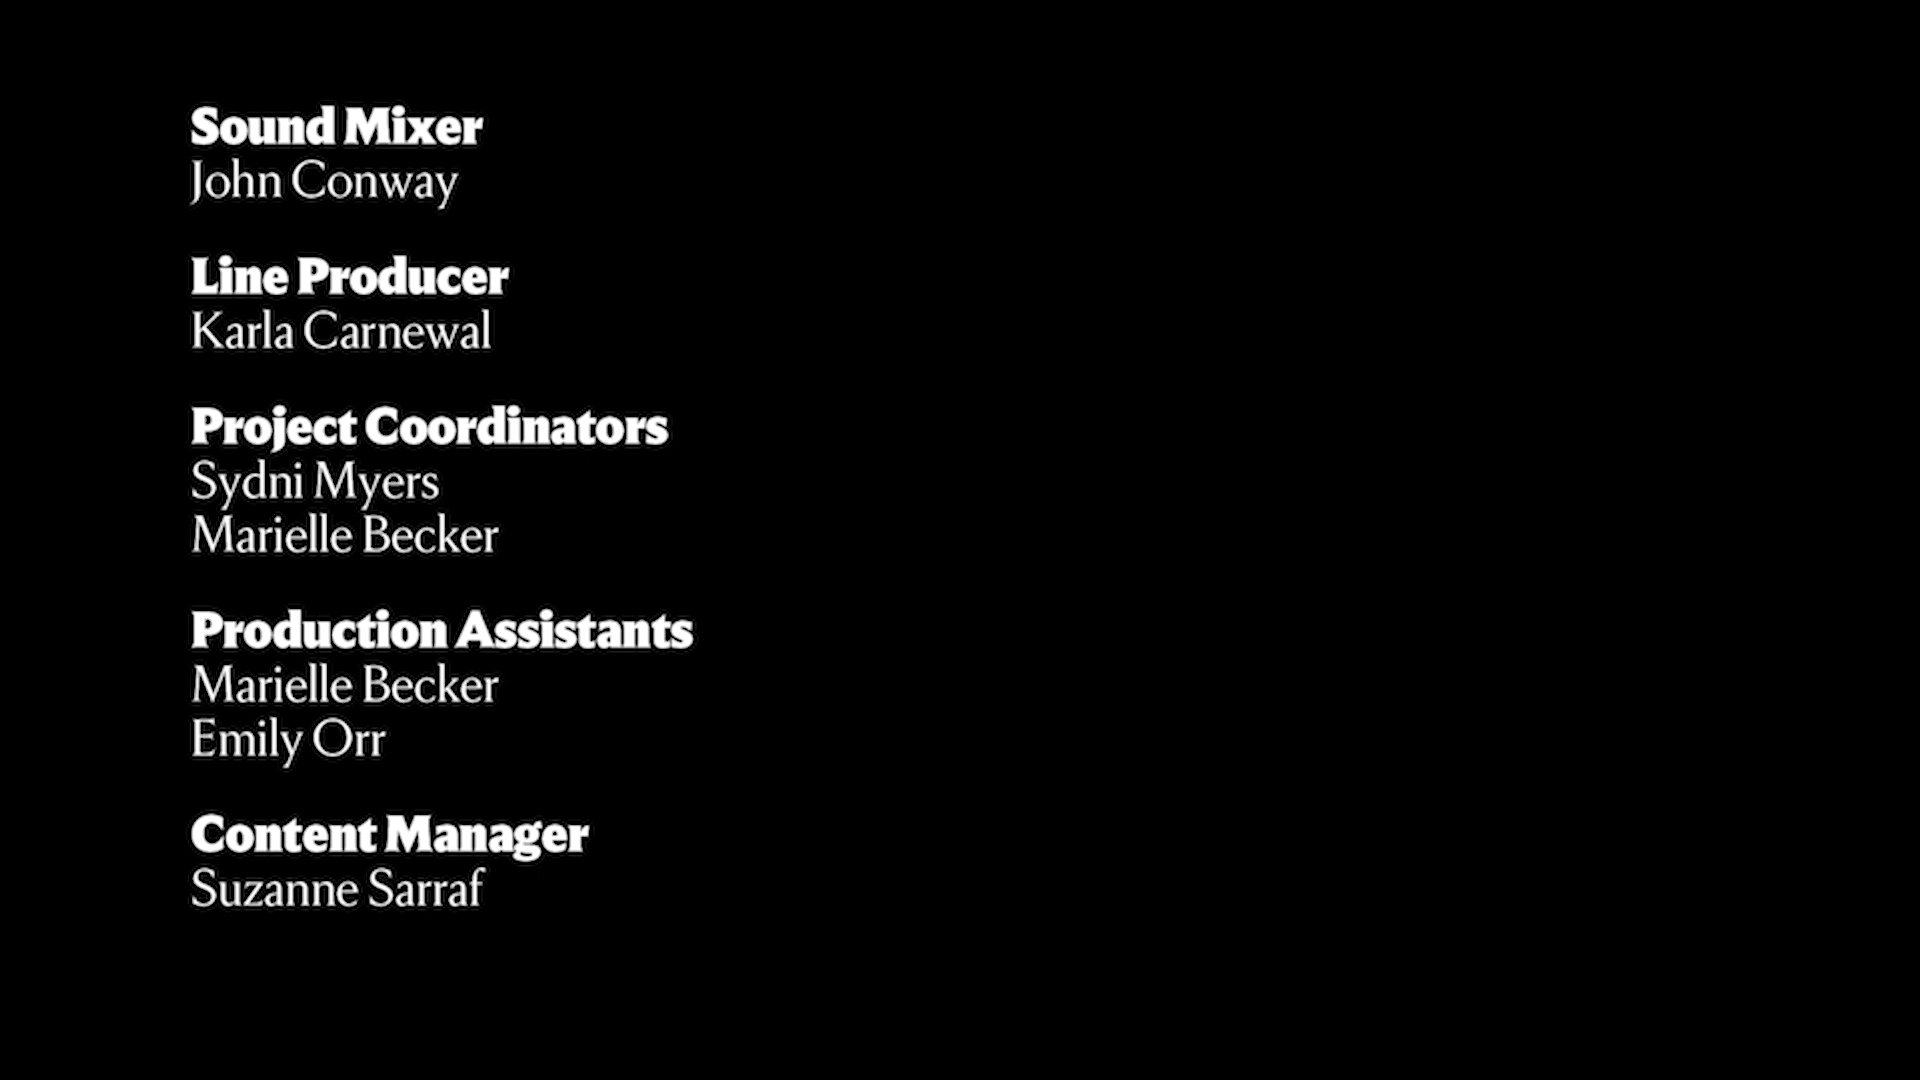 Sound Mixer
John Conway
Line Producer
Karla Carnewal
Project Coordinators
Sydni Myers
Marielle Becker
Production Assistants
Marielle Becker
Emily Orr
Content Manager
Suzanne Sarraf